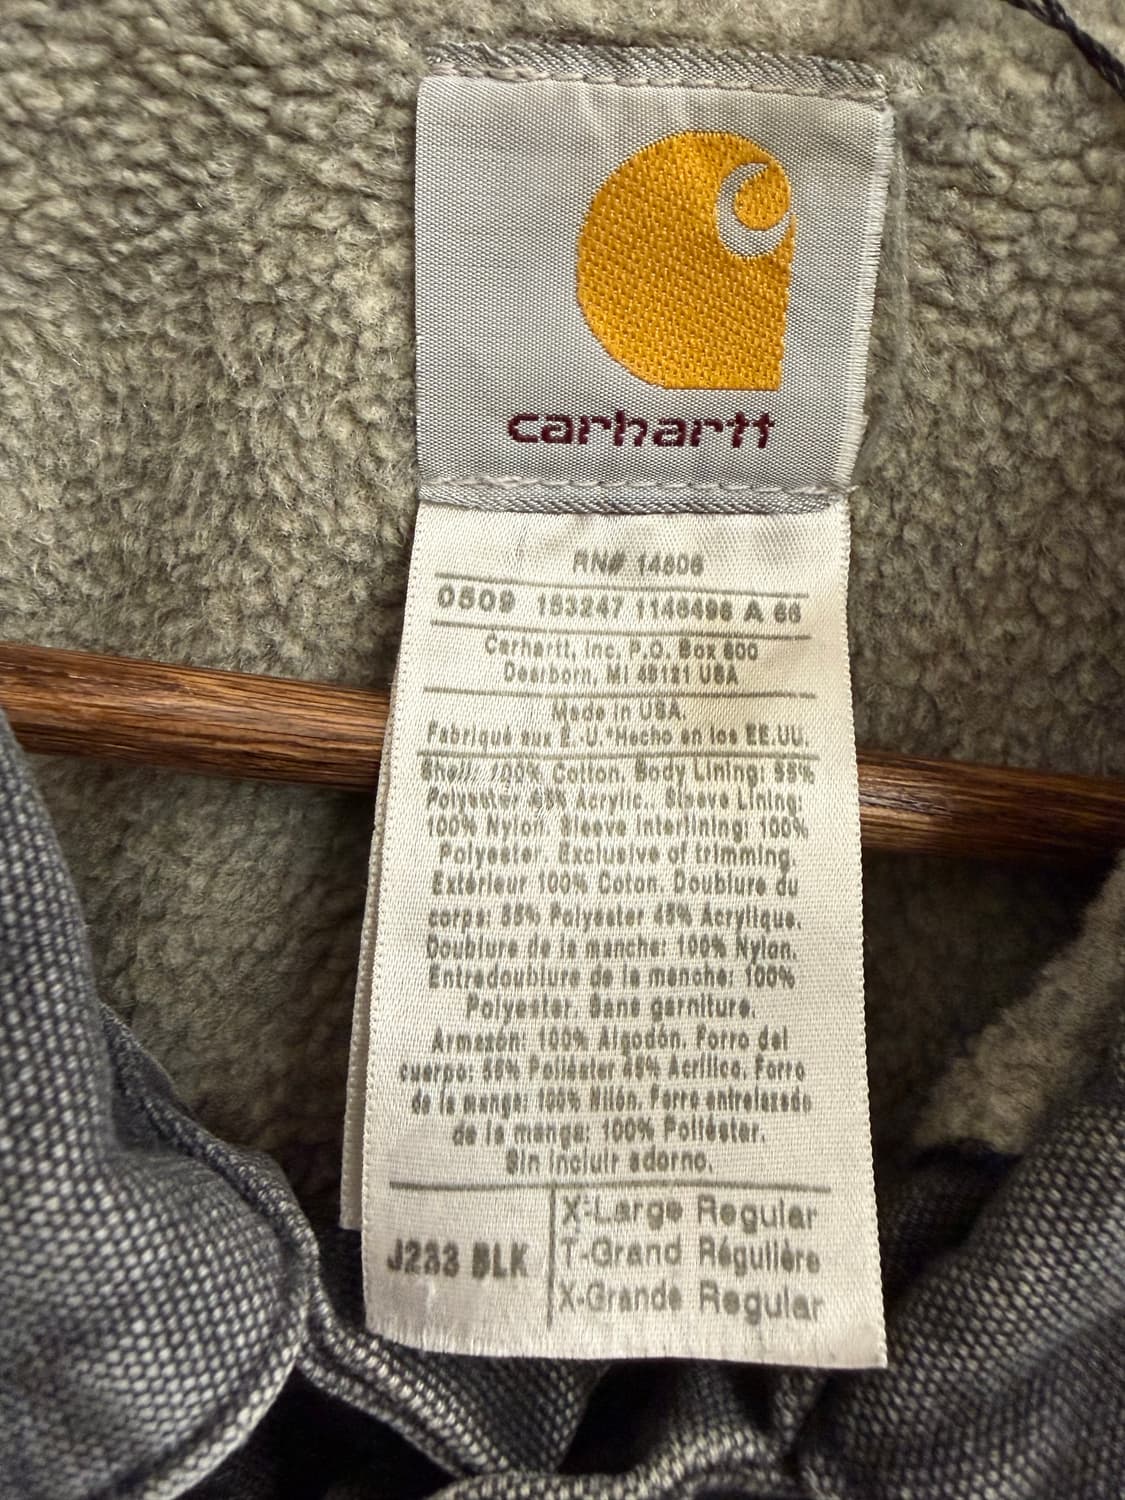 carhartt
RN# 14806
0509 153247 1146496 A 66
Carhartt, Inc. P.O. Box 600
Dearborn, MI 48121 USA
Made in USA.
Fabriqué aux E.-U.*Hecho en los EE.UU.
Shell: 100% Cotton. Body Lining: 55%
Polyester 45% Acrylic.. Sleeve Lining:
100% Nylon. Sleeve Interlining: 100%
Polyester. Exclusive of trimming.
Extérieur 100% Coton. Doublure du
corps: 55% Polyester 45% Acrylique.
Doublure de la manche: 100% Nylon.
Entredoublure de la manche: 100%
Polyester. Sans garniture.
Armazón: 100% Algodón. Forro del
cuerpo: 55% Poliéster 45% Acrílico. Forro
de la manga: 100% Nilón. Forro entrelazado
de la manga: 100% Poliéster.
Sin incluir adorno.
J233 BLK
X-Large Regular
T-Grand Régulière
X-Grande Regular